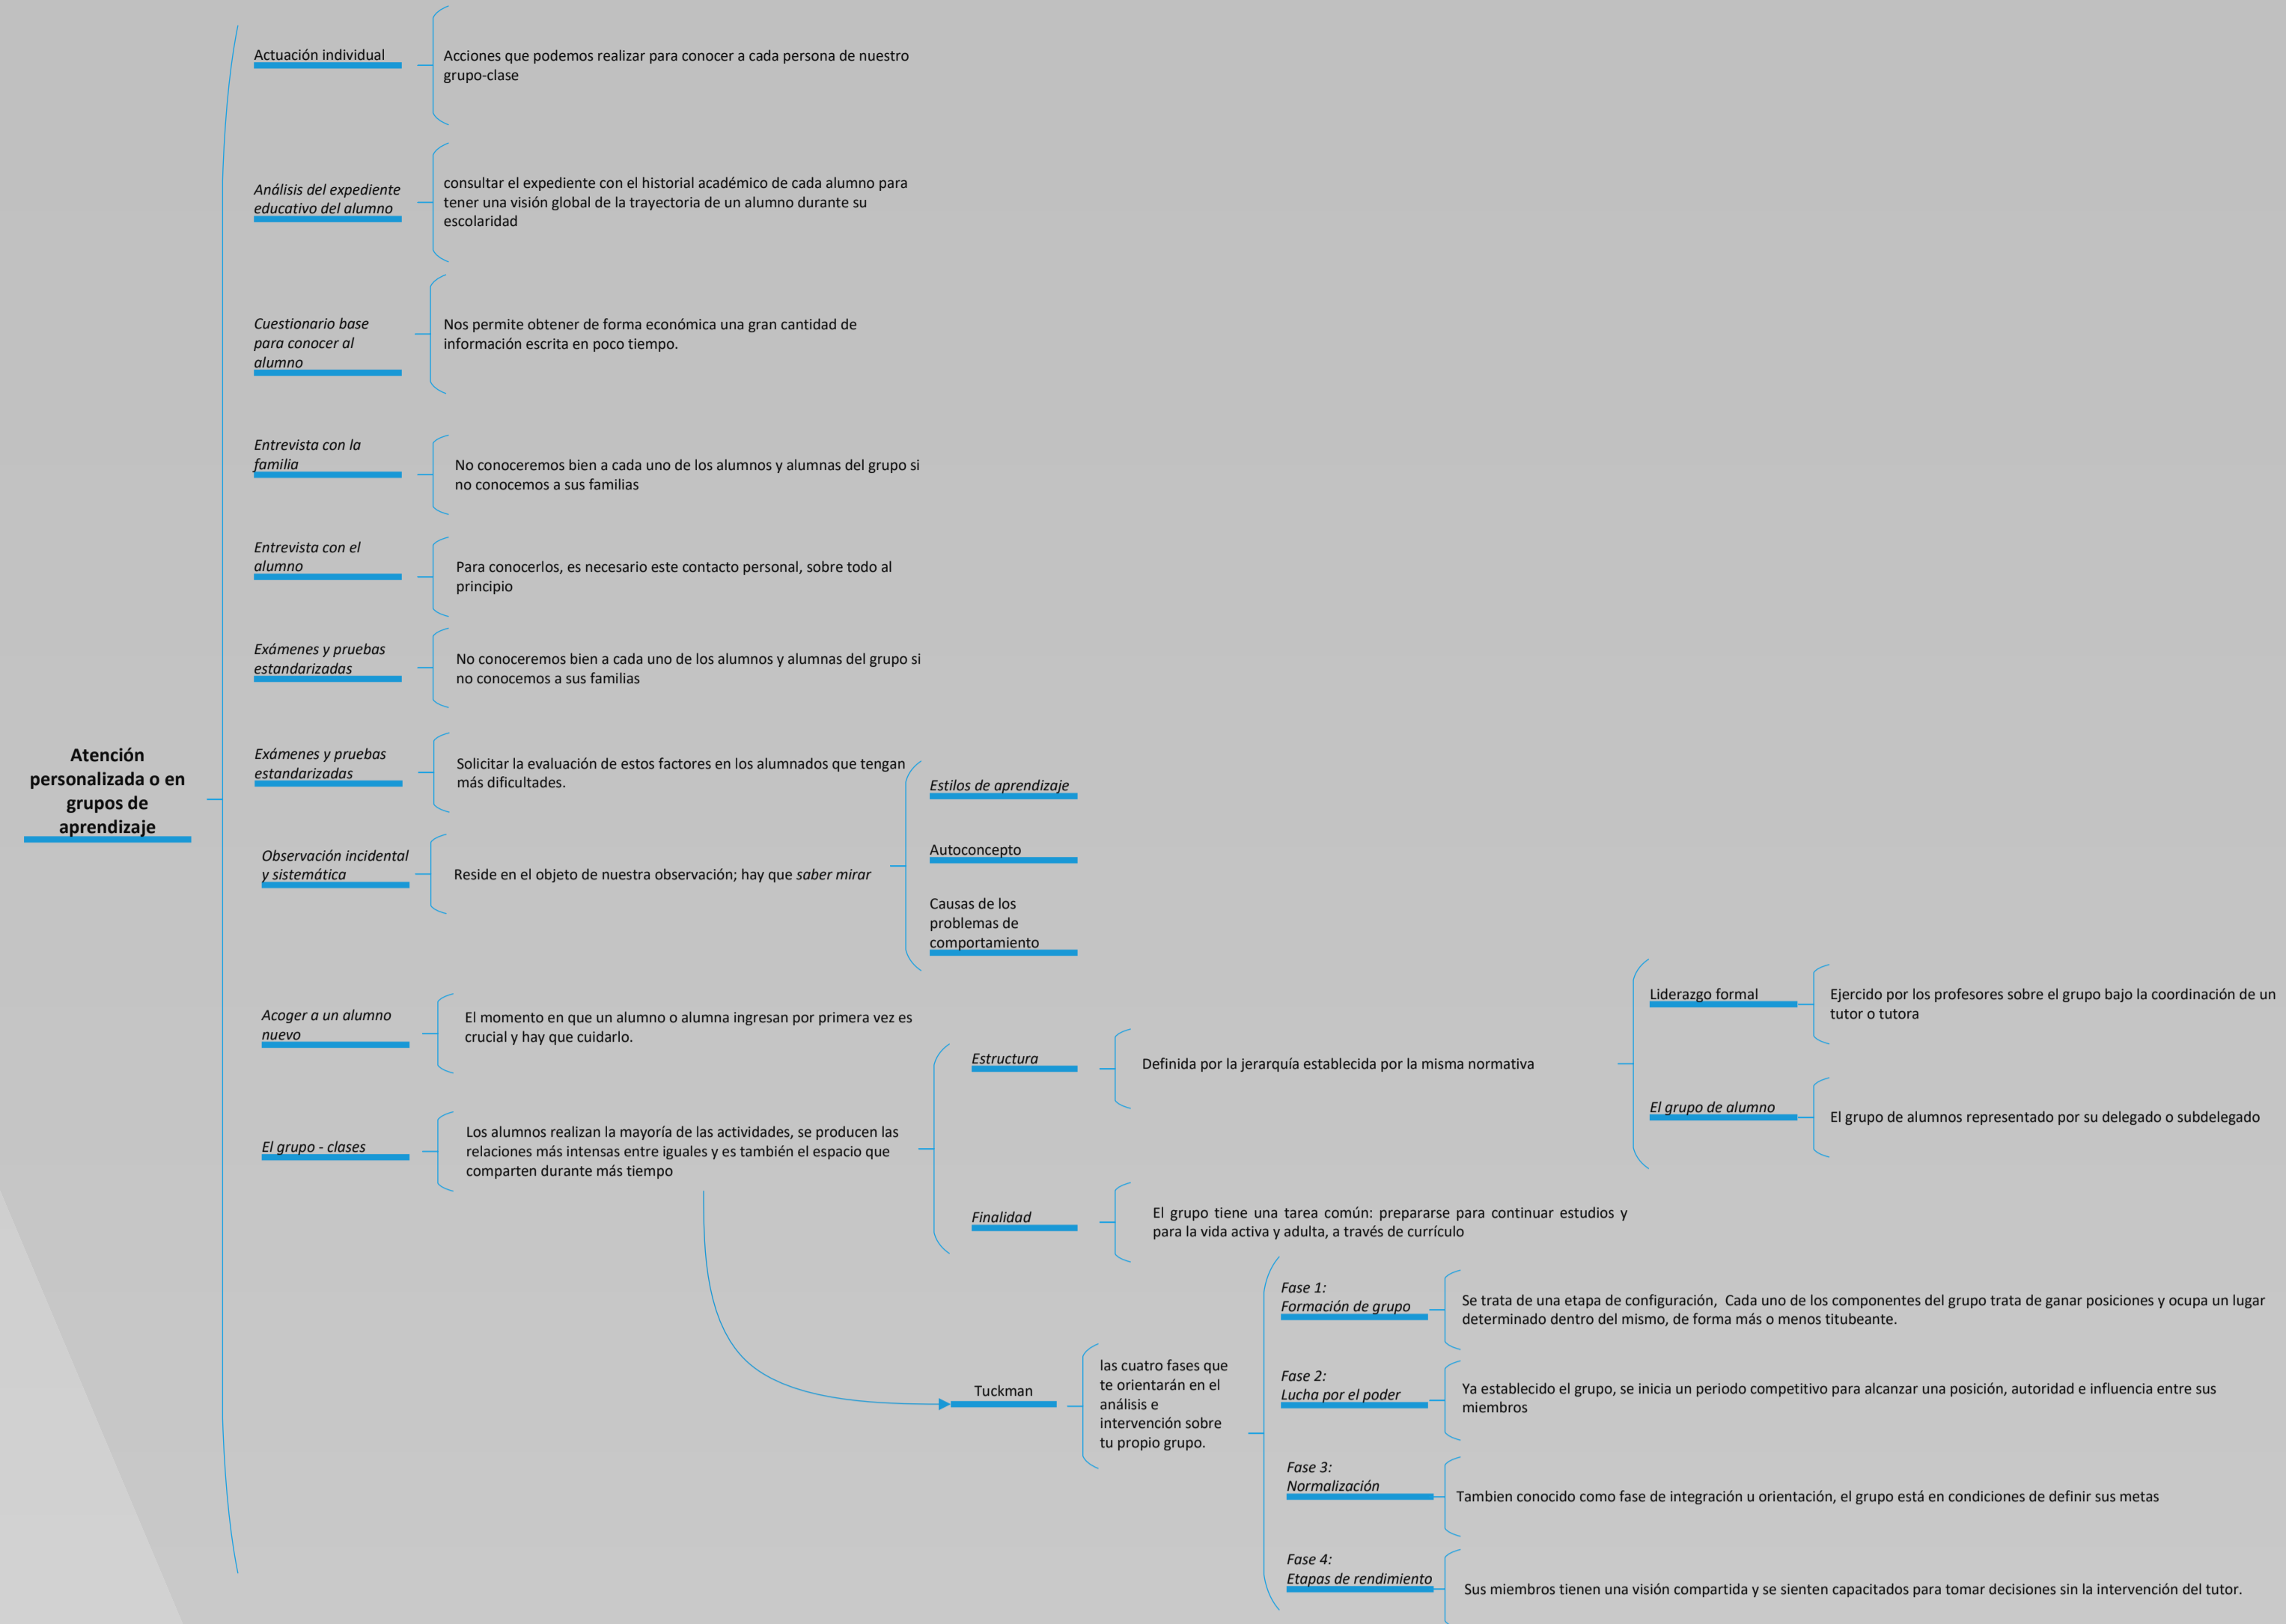 Atención
personalizada o en
grupos de
aprendizaje
Actuación individual
Acciones que podemos realizar para conocer a cada persona de nuestro
grupo-clase
Análisis del expediente
educativo del alumno
consultar el expediente con el historial académico de cada alumno para
tener una visión global de la trayectoria de un alumno durante su
escolaridad
Cuestionario base
para conocer al
alumno
Nos permite obtener de forma económica una gran cantidad de
información escrita en poco tiempo.
Entrevista con la
familia
No conoceremos bien a cada uno de los alumnos y alumnas del grupo si
no conocemos a sus familias
Entrevista con el
alumno
Para conocerlos, es necesario este contacto personal, sobre todo al
principio
Exámenes y pruebas
estandarizadas
No conoceremos bien a cada uno de los alumnos y alumnas del grupo si
no conocemos a sus familias
Exámenes y pruebas
estandarizadas
Solicitar la evaluación de estos factores en los alumnados que tengan
más dificultades.
Observación incidental
y sistemática
Reside en el objeto de nuestra observación; hay que saber mirar
Estilos de aprendizaje
Autoconcepto
Causas de los
problemas de
comportamiento
Acoger a un alumno
nuevo
El momento en que un alumno o alumna ingresan por primera vez es
crucial y hay que cuidarlo.
El grupo - clases
Los alumnos realizan la mayoría de las actividades, se producen las
relaciones más intensas entre iguales y es también el espacio que
comparten durante más tiempo
Estructura
Definida por la jerarquía establecida por la misma normativa
Liderazgo formal
Ejercido por los profesores sobre el grupo bajo la coordinación de un
tutor o tutora
El grupo de alumno
El grupo de alumnos representado por su delegado o subdelegado
Finalidad
El grupo tiene una tarea común: prepararse para continuar estudios y
para la vida activa y adulta, a través de currículo
Tuckman
las cuatro fases que
te orientarán en el
análisis e
intervención sobre
tu propio grupo.
Fase 1:
Formación de grupo
Se trata de una etapa de configuración, Cada uno de los componentes del grupo trata de ganar posiciones y ocupa un lugar
determinado dentro del mismo, de forma más o menos titubeante.
Fase 2:
Lucha por el poder
Ya establecido el grupo, se inicia un periodo competitivo para alcanzar una posición, autoridad e influencia entre sus
miembros
Fase 3:
Normalización
Tambien conocido como fase de integración u orientación, el grupo está en condiciones de definir sus metas
Fase 4:
Etapas de rendimiento
Sus miembros tienen una visión compartida y se sienten capacitados para tomar decisiones sin la intervención del tutor.